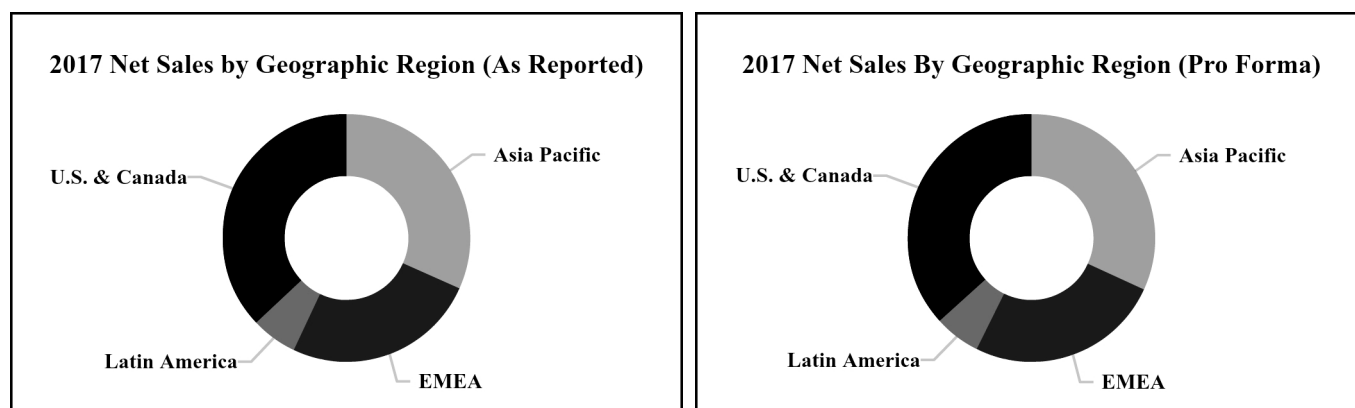 2017 Net Sales by Geographic Region (As Reported)
Asia Pacific
U.S. & Canada
Latin America
EMEA
2017 Net Sales By Geographic Region (Pro Forma)
Asia Pacific
U.S. & Canada
Latin America
EMEA